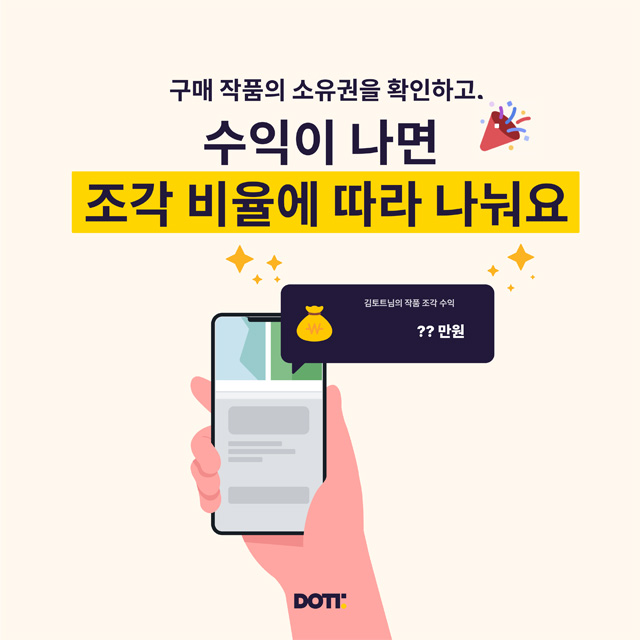 구매 작품의 소유권을 확인하고.
수익이 나면
조각 비율에 따라 나눠요
김토트님의 작품 조각 수익
?? 만원
DOTT